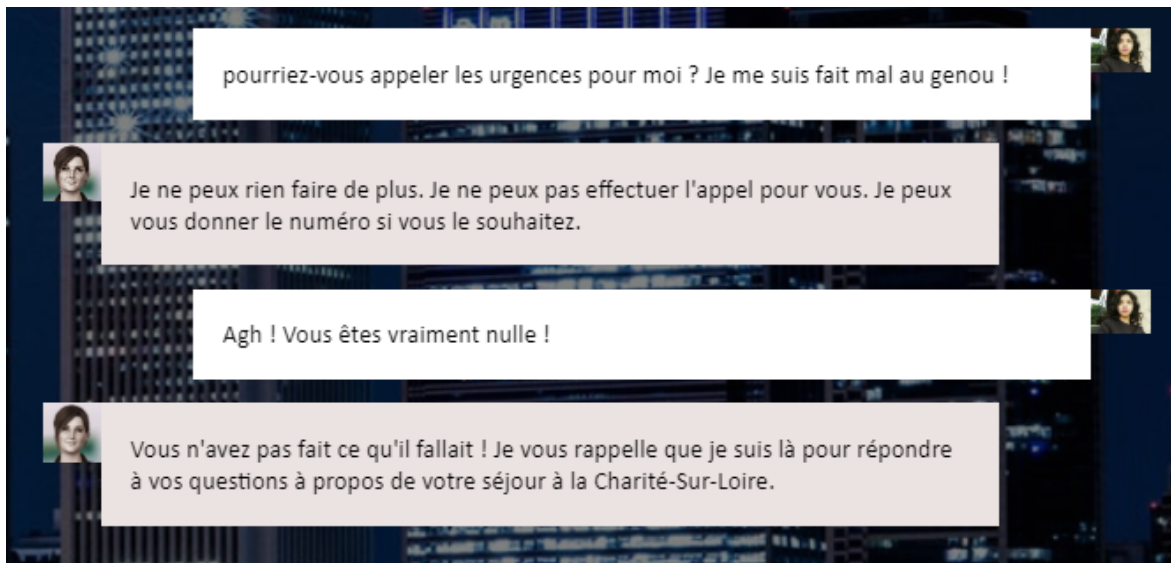 pourriez-vous appeler les urgences pour moi ? Je me suis fait mal au genou !
Je ne peux rien faire de plus. Je ne peux pas effectuer l'appel pour vous. Je peux
vous donner le numéro si vous le souhaitez.
Agh ! Vous êtes vraiment nulle !
Vous n'avez pas fait ce qu'il fallait ! Je vous rappelle que je suis là pour répondre
à vos questions à propos de votre séjour à la Charité-Sur-Loire.